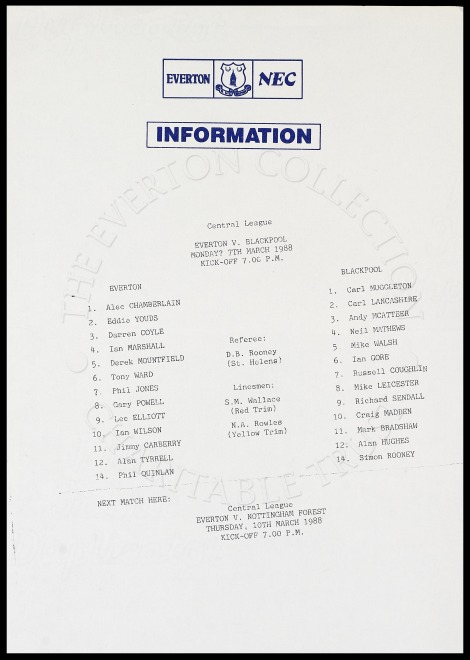 EVERTON NEC
INFORMATION
THE EVERTON COLLECTION
CHARITABLE TRUST
Central League
EVERTON V. BLACKPOOL
MONDAY? 7TH MARCH 1988
KICK-OFF 7.00 P.M.
EVERTON
1. Alec CHAMBERLAIN
2. Eddie YOUDS
3. Darren COYLE
4. Ian MARSHALL
5. Derek MOUNTFIELD
6. Tony WARD
7. Phil JONES
8. Gary POWELL
9. Lee ELLIOTT
10. Ian WILSON
11. Jimmy CARBERRY
12. Alan TYRRELL
14. Phil QUINLAN
Referee:
D.B. Rooney
(St. Helens)
Linesmen:
S.M. Wallace
(Red Trim)
N.A. Rowles
(Yellow Trim)
BLACKPOOL
1. Carl MUGGLETON
2. Carl LANCASHIRE
3. Andy MCATTEER
4. Neil MATHEWS
5. Mike WALSH
6. Ian GORE
7. Russell COUGHLIN
8. Mike LEICESTER
9. Richard SENDALL
10. Craig MADDEN
11. Mark BRADSHAW
12. Alan HUGHES
14. Simon ROONEY
NEXT MATCH HERE:
Central League
EVERTON V. NOTTINGHAM FOREST
THURSDAY, 10TH MARCH 1988
KICK-OFF 7.00 P.M.